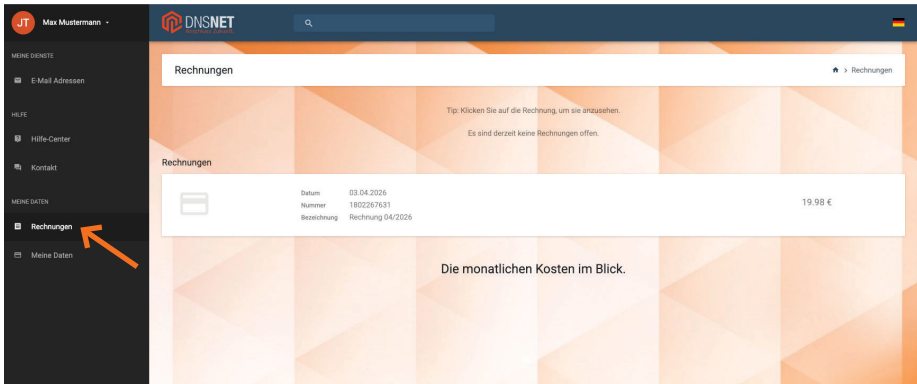 JT Max Mustermann
DNSNET
Anschluss Zukunft.
MEINE DIENSTE
E-Mail Adressen
HILFE
Hilfe-Center
Kontakt
MEINE DATEN
Rechnungen
Meine Daten
Rechnungen
> Rechnungen
Tip: Klicken Sie auf die Rechnung, um sie anzusehen.
Es sind derzeit keine Rechnungen offen.
Rechnungen
Datum 03.04.2026
Nummer 1802267631
Bezeichnung Rechnung 04/2026
19.98 €
Die monatlichen Kosten im Blick.